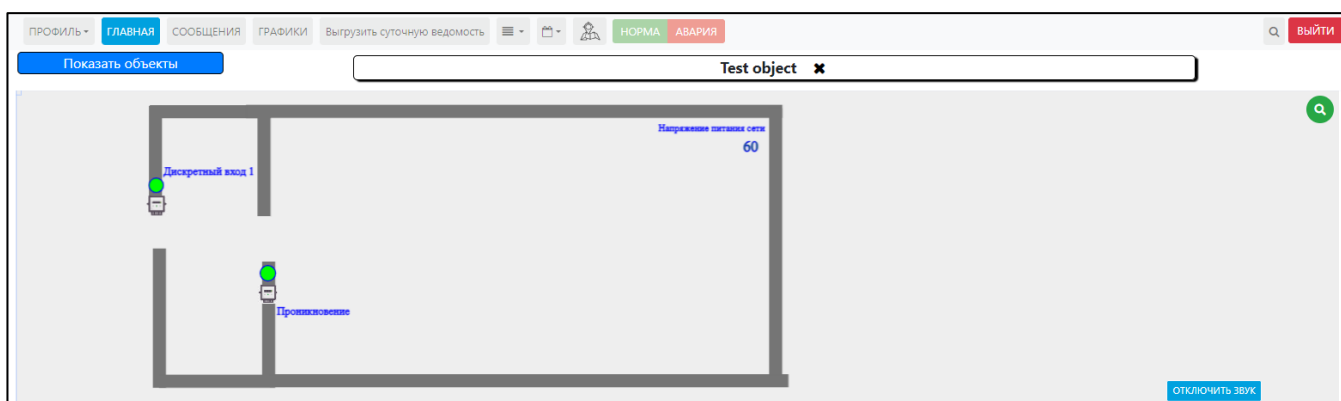 ПРОФИЛЬ ГЛАВНАЯ СООБЩЕНИЯ ГРАФИКИ Выгрузить суточную ведомость НОРМА АВАРИЯ ВЫЙТИ
Показать объекты Test object
Напряжение питания сети
60
Дискретный вход 1
Проникновение
ОТКЛЮЧИТЬ ЗВУК